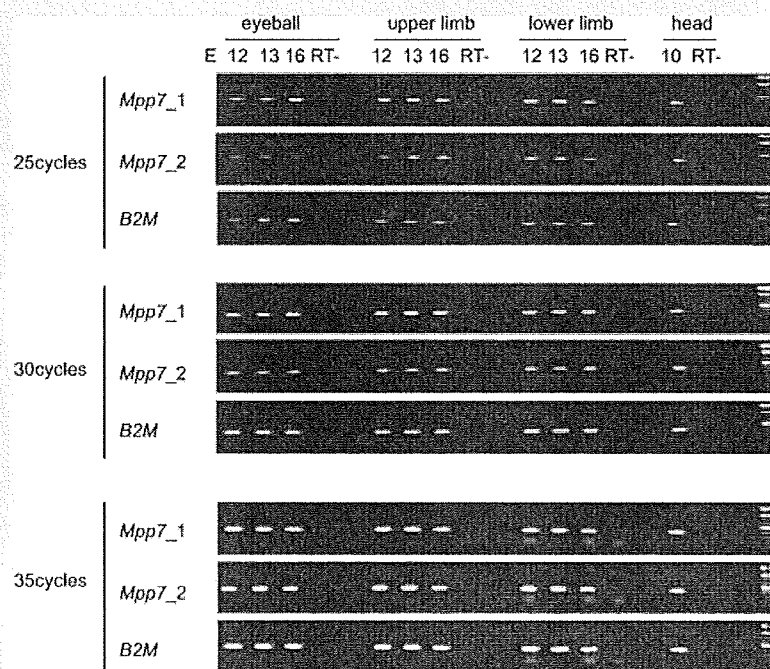 eyeball upper limb lower limb head
E 12 13 16 RT- 12 13 16 RT- 12 13 16 RT- 10 RT-
Mpp7_1
25cycles Mpp7_2
B2M
Mpp7_1
30cycles Mpp7_2
B2M
Mpp7_1
35cycles Mpp7_2
B2M